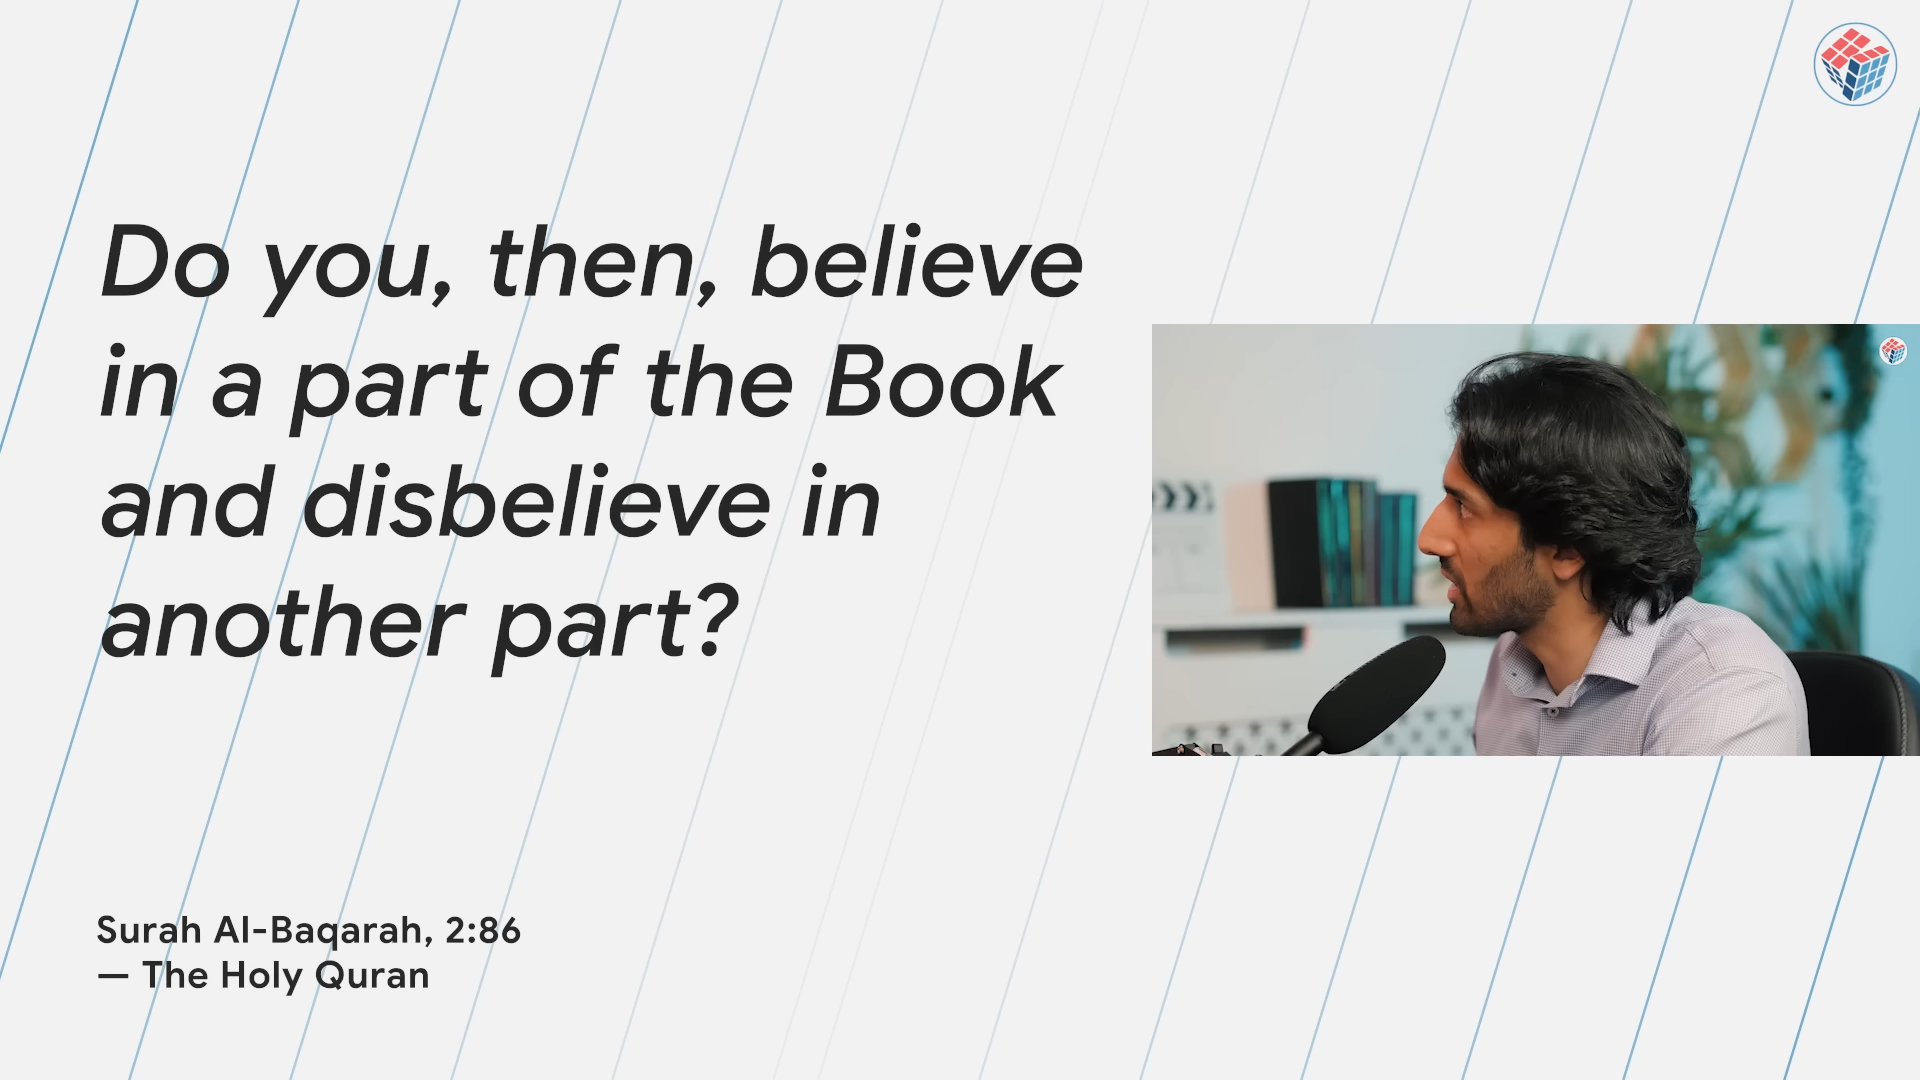 Do you, then, believe
in a part of the Book
and disbelieve in
another part?
Surah Al-Baqarah, 2:86
— The Holy Quran